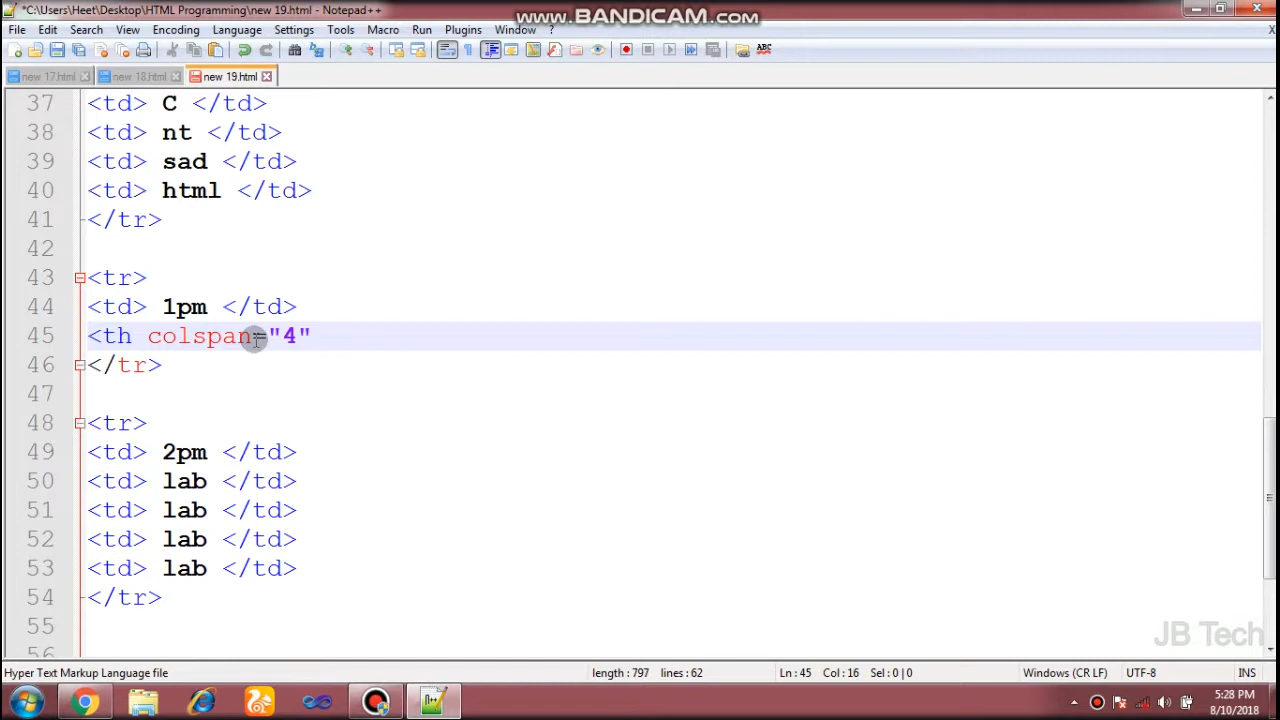 *C:\Users\Heet\Desktop\HTML Programming\new 19.html - Notepad++
www.BANDICAM.com
File Edit Search View Encoding Language Settings Tools Macro Run Plugins Window ? X
ABC
new 17.html new 18.html new 19.html
37 <td> C </td>
38 <td> nt </td>
39 <td> sad </td>
40 <td> html </td>
41 </tr>
42
43 <tr>
44 <td> 1pm </td>
45 <th colspan="4"
46 </tr>
47
48 <tr>
49 <td> 2pm </td>
50 <td> lab </td>
51 <td> lab </td>
52 <td> lab </td>
53 <td> lab </td>
54 </tr>
55
56
JB Tech
Hyper Text Markup Language file length : 797 lines : 62 Ln : 45 Col : 16 Sel : 0 | 0 Windows (CR LF) UTF-8 INS
5:28 PM
8/10/2018